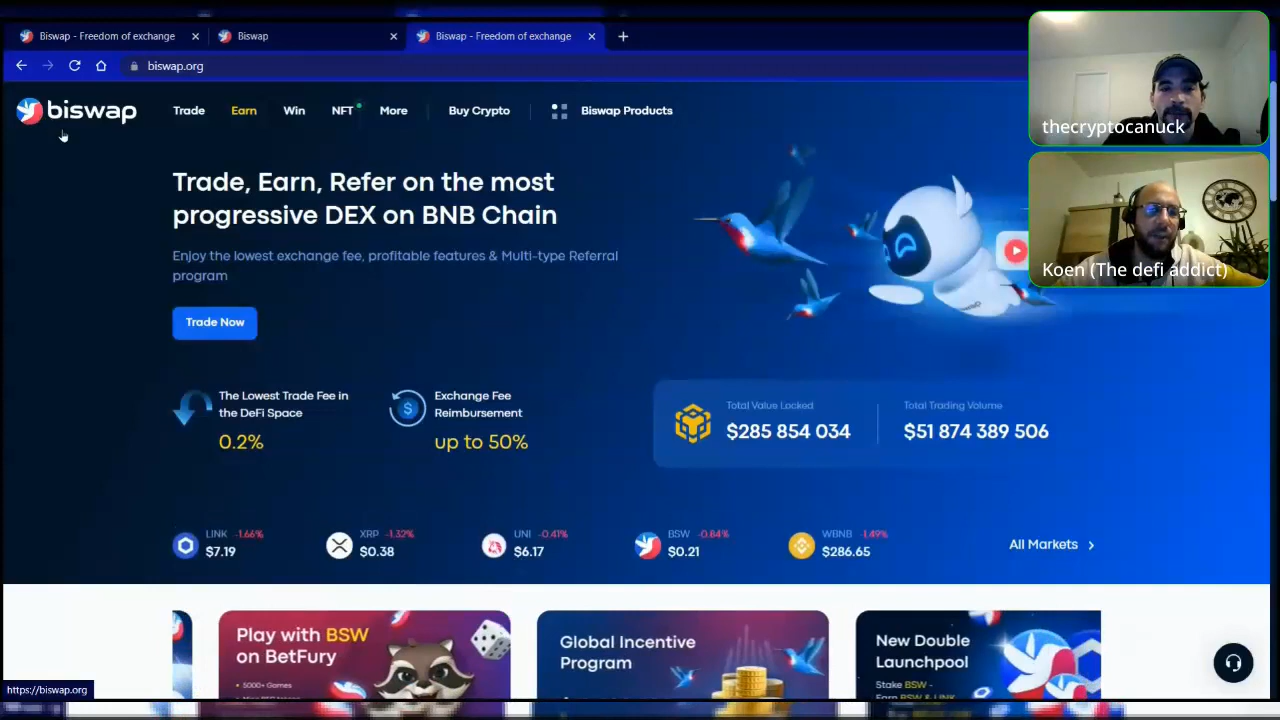 Biswap - Freedom of exchange
Biswap
Biswap - Freedom of exchange
biswap.org
biswap
Trade
Earn
Win
NFT
More
Buy Crypto
Biswap Products
thecryptocanuck
Koen (The defi addict)
Trade, Earn, Refer on the most
progressive DEX on BNB Chain
Enjoy the lowest exchange fee, profitable features & Multi-type Referral
program
Trade Now
The Lowest Trade Fee in
the DeFi Space
0.2%
Exchange Fee
Reimbursement
up to 50%
Total Value Locked
$285 854 034
Total Trading Volume
$51 874 389 506
LINK -1.66%
$7.19
XRP -1.32%
$0.38
UNI -0.41%
$6.17
BSW -0.84%
$0.21
WBNB -1.49%
$286.65
All Markets
Play with BSW
on BetFury
• 5000+ Games
Global Incentive
Program
New Double
Launchpool
Stake BSW -
Earn BSW & LINK
https://biswap.org